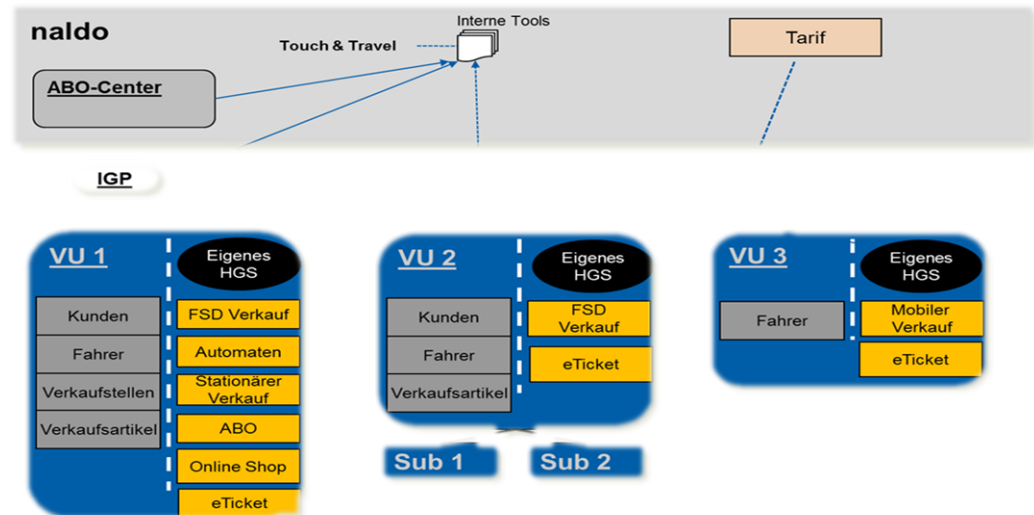 naldo
Interne Tools
Touch & Travel
Tarif
ABO-Center
IGP
VU 1
Eigenes
HGS
Kunden
Fahrer
Verkaufstellen
Verkaufsartikel
FSD Verkauf
Automaten
Stationärer
Verkauf
ABO
Online Shop
eTicket
VU 2
Eigenes
HGS
Kunden
Fahrer
Verkaufsartikel
FSD
Verkauf
eTicket
Sub 1
Sub 2
VU 3
Eigenes
HGS
Fahrer
Mobiler
Verkauf
eTicket